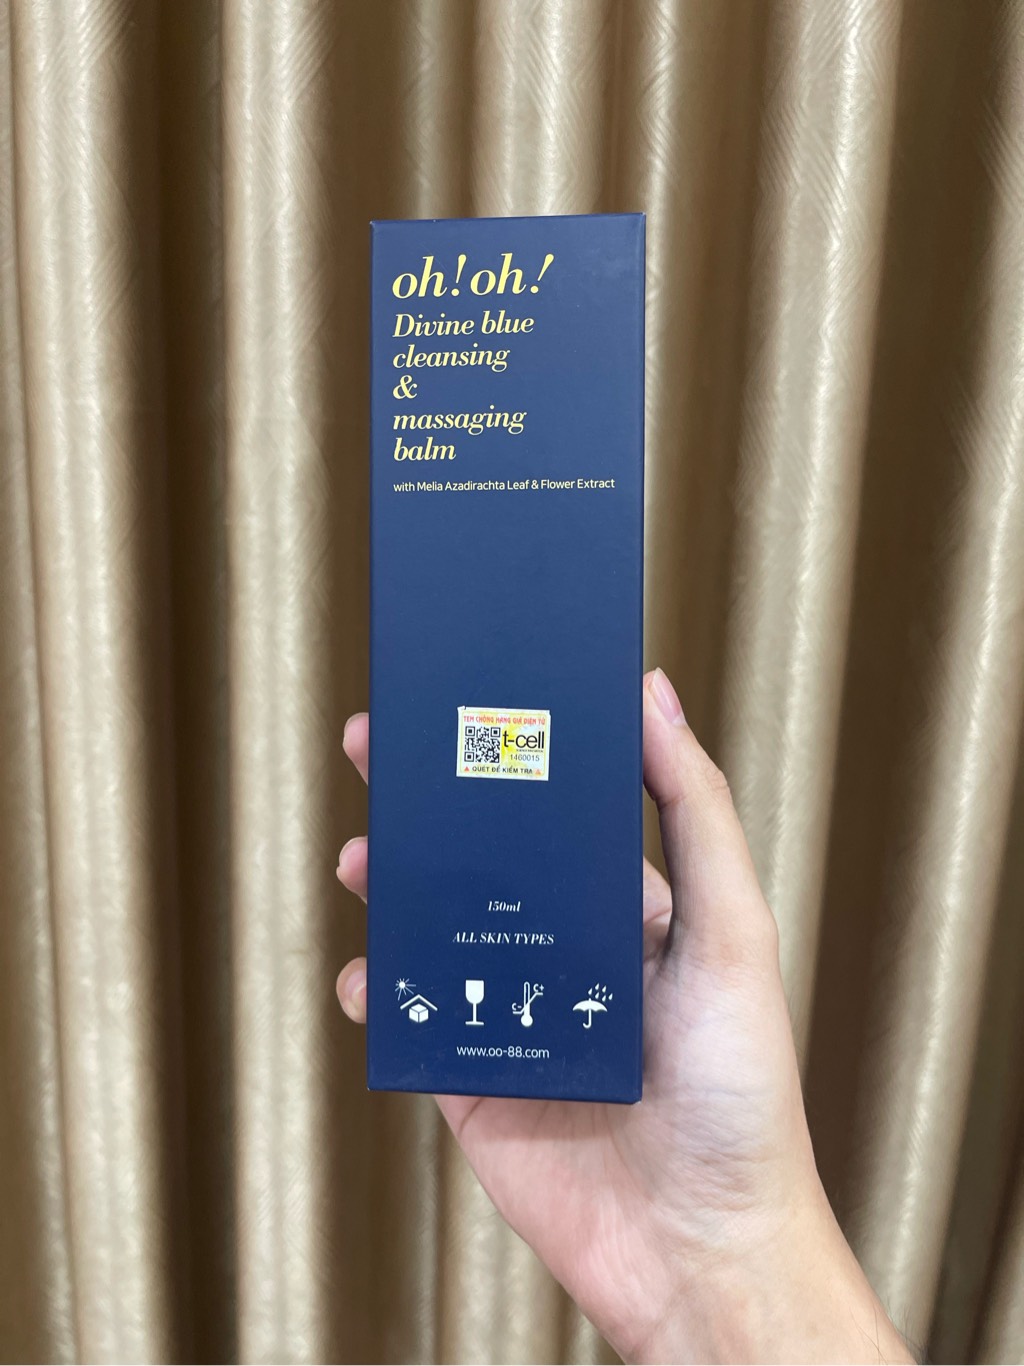 oh! oh!
Divine blue
cleansing
&
massaging
balm
with Melia Azadirachta Leaf & Flower Extract
TEM CHỐNG HÀNG GIẢ ĐIỆN TỬ
t-cell
1460015
QUÉT ĐỂ KIỂM TRA
150ml
ALL SKIN TYPES
C+
C-
www.oo-88.com